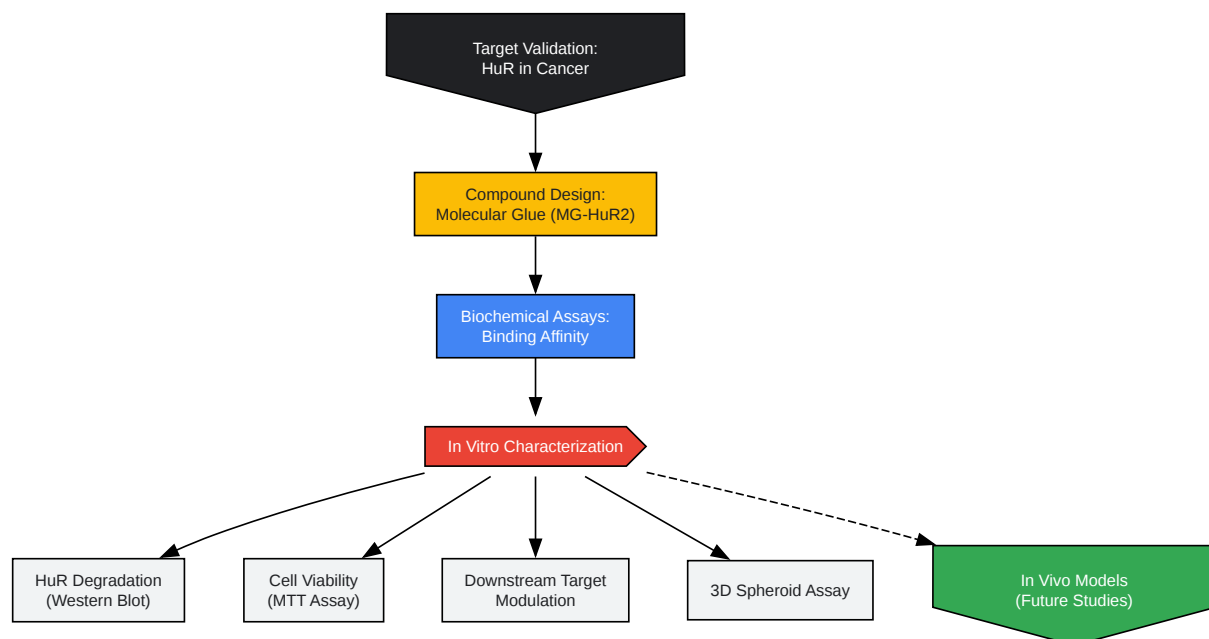 Target Validation:
HuR in Cancer
Compound Design:
Molecular Glue (MG-HuR2)
Biochemical Assays:
Binding Affinity
In Vitro Characterization
HuR Degradation
(Western Blot)
Cell Viability
(MTT Assay)
Downstream Target
Modulation
3D Spheroid Assay
In Vivo Models
(Future Studies)